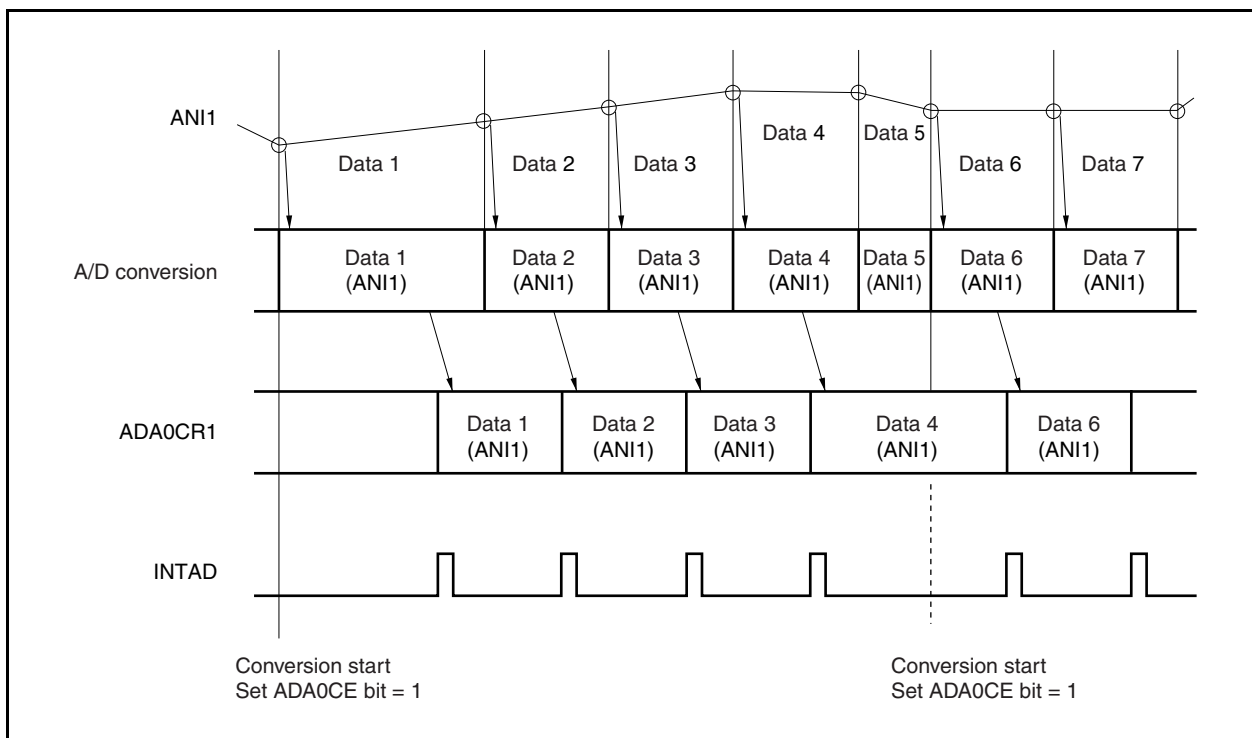 ANI1
Data 1
Data 2
Data 3
Data 4
Data 5
Data 6
Data 7
A/D conversion
Data 1
(ANI1)
Data 2
(ANI1)
Data 3
(ANI1)
Data 4
(ANI1)
Data 5
(ANI1)
Data 6
(ANI1)
Data 7
(ANI1)
ADA0CR1
Data 1
(ANI1)
Data 2
(ANI1)
Data 3
(ANI1)
Data 4
(ANI1)
Data 6
(ANI1)
INTAD
Conversion start
Set ADA0CE bit = 1
Conversion start
Set ADA0CE bit = 1